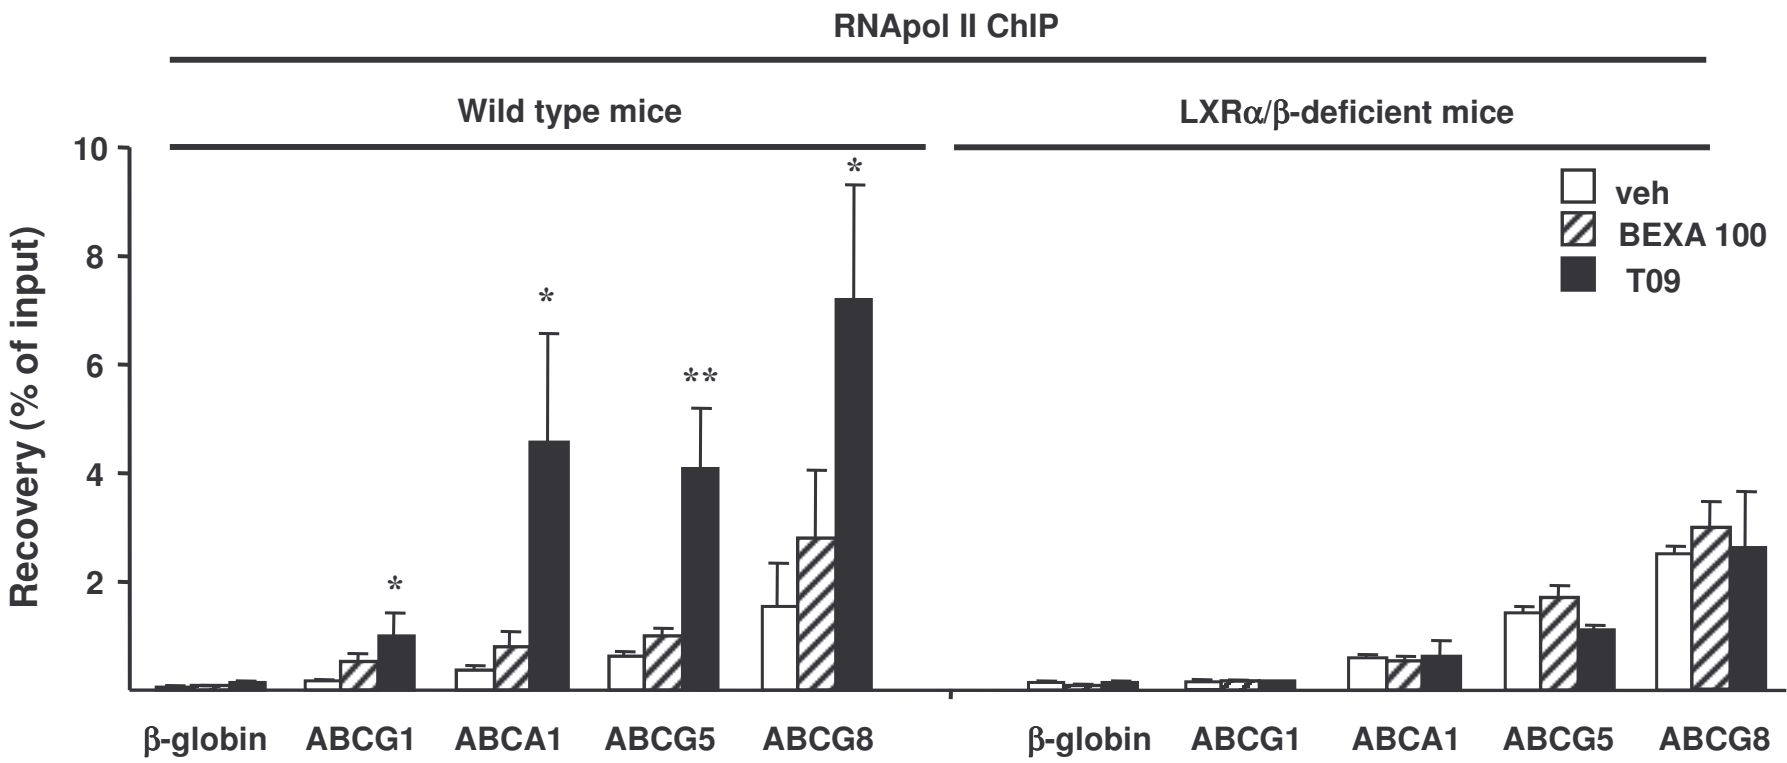 RNApol II ChIP
Wild type mice
LXRα/β-deficient mice
Recovery (% of input)
10
8
6
4
2
*
*
**
*
veh
BEXA 100
T09
β-globin ABCG1 ABCA1 ABCG5 ABCG8 β-globin ABCG1 ABCA1 ABCG5 ABCG8